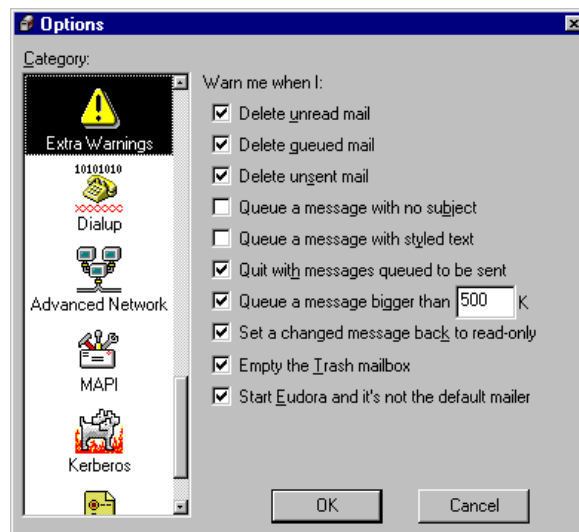 Options
Category:
Extra Warnings
10101010
Dialup
Advanced Network
MAPI
Kerberos
Warn me when I:
Delete unread mail
Delete queued mail
Delete unsent mail
Queue a message with no subject
Queue a message with styled text
Quit with messages queued to be sent
Queue a message bigger than 500 K
Set a changed message back to read-only
Empty the Trash mailbox
Start Eudora and it's not the default mailer
OK
Cancel